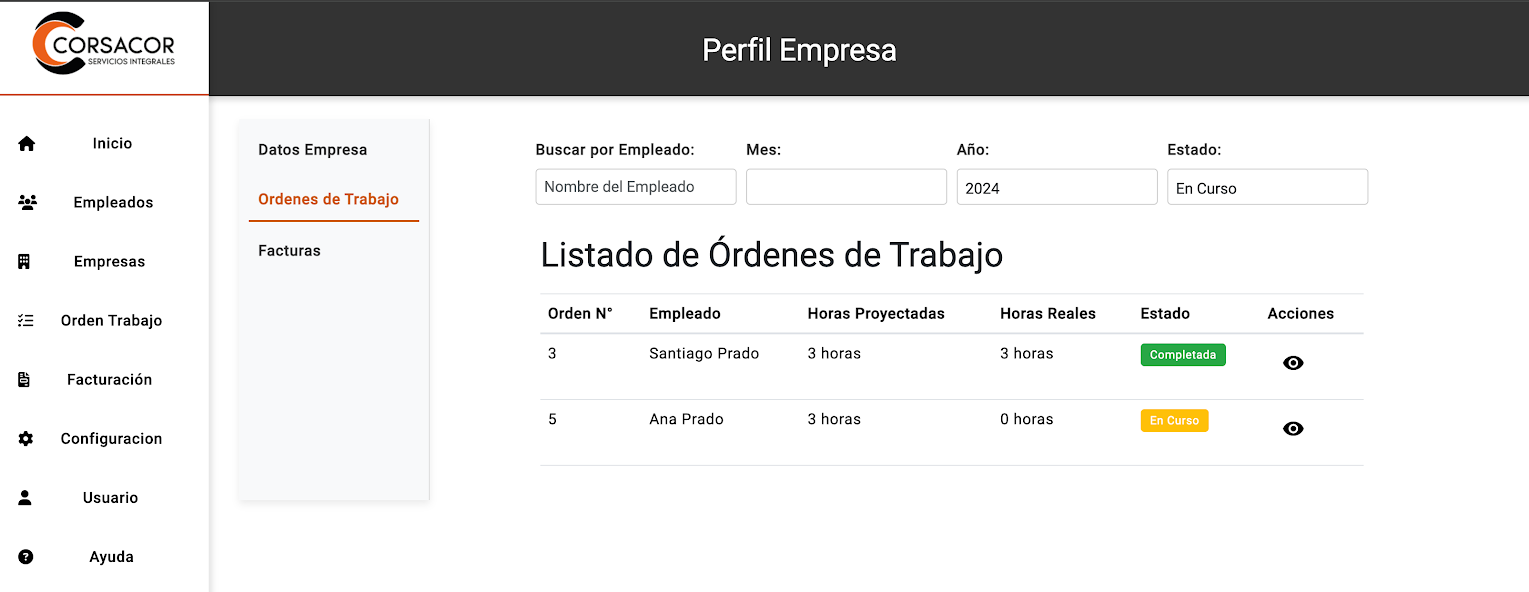 CORSACOR
SERVICIOS INTEGRALES
Perfil Empresa
Inicio
Empleados
Empresas
Orden Trabajo
Facturación
Configuracion
Usuario
Ayuda
Datos Empresa
Ordenes de Trabajo
Facturas
Buscar por Empleado: Mes: Año: Estado:
Nombre del Empleado 2024 En Curso
Listado de Órdenes de Trabajo
Orden N° Empleado Horas Proyectadas Horas Reales Estado Acciones
3 Santiago Prado 3 horas 3 horas Completada
5 Ana Prado 3 horas 0 horas En Curso